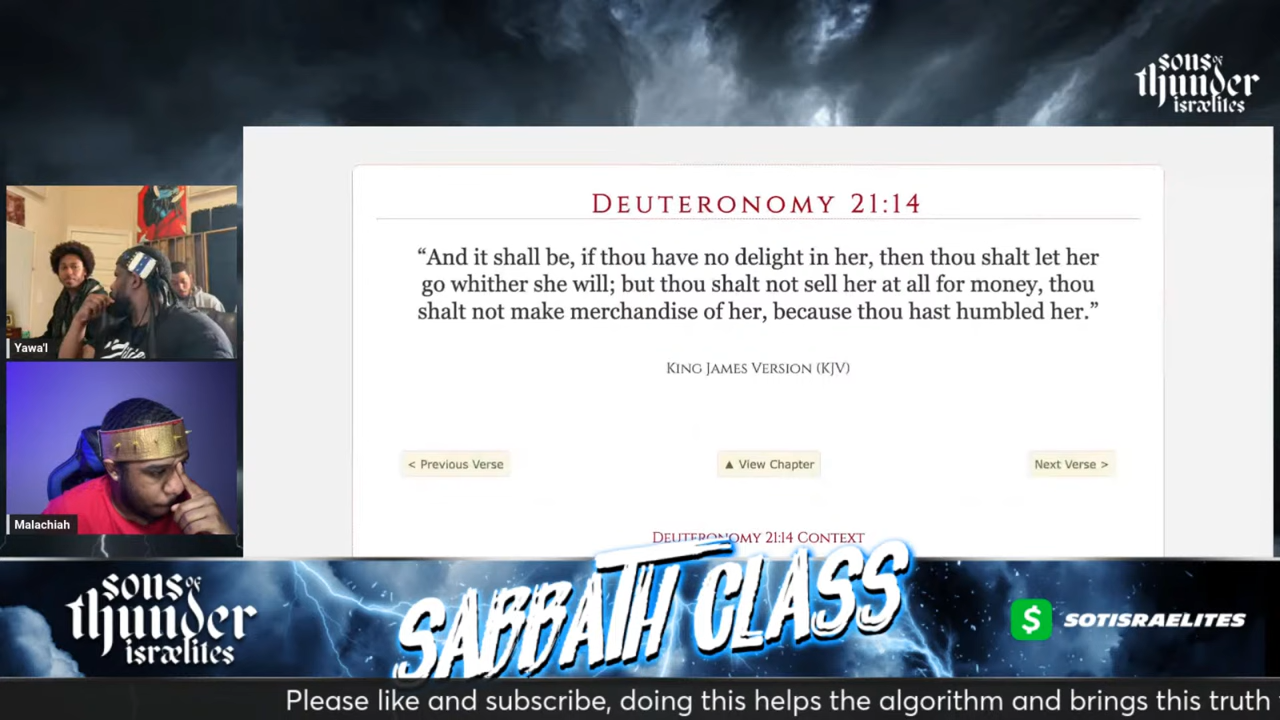 sons of
thunder
israelites
DEUTERONOMY 21:14
“And it shall be, if thou have no delight in her, then thou shalt let her
go whither she will; but thou shalt not sell her at all for money, thou
shalt not make merchandise of her, because thou hast humbled her.”
KING JAMES VERSION (KJV)
< Previous Verse
▲ View Chapter
Next Verse >
DEUTERONOMY 21:14 CONTEXT
Yawa'l
Malachiah
sons of
thunder
israelites
SABBATH CLASS
$ SOTISRAELITES
Please like and subscribe, doing this helps the algorithm and brings this truth